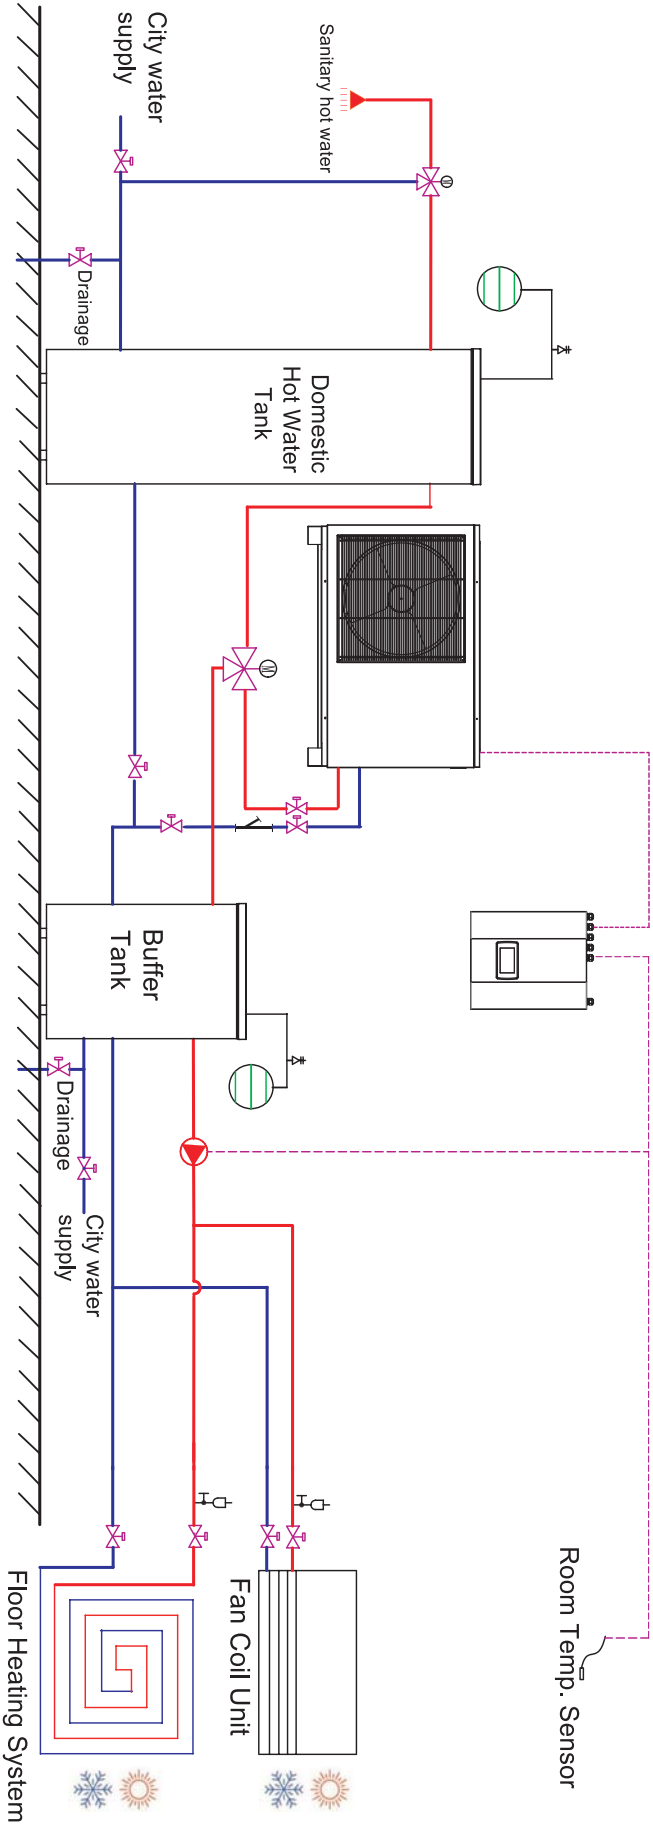 City water
supply
Sanitary hot water
Drainage
Domestic
Hot Water
Tank
M
M
Buffer
Tank
Drainage
City water
supply
Room Temp. Sensor
Fan Coil Unit
Floor Heating System